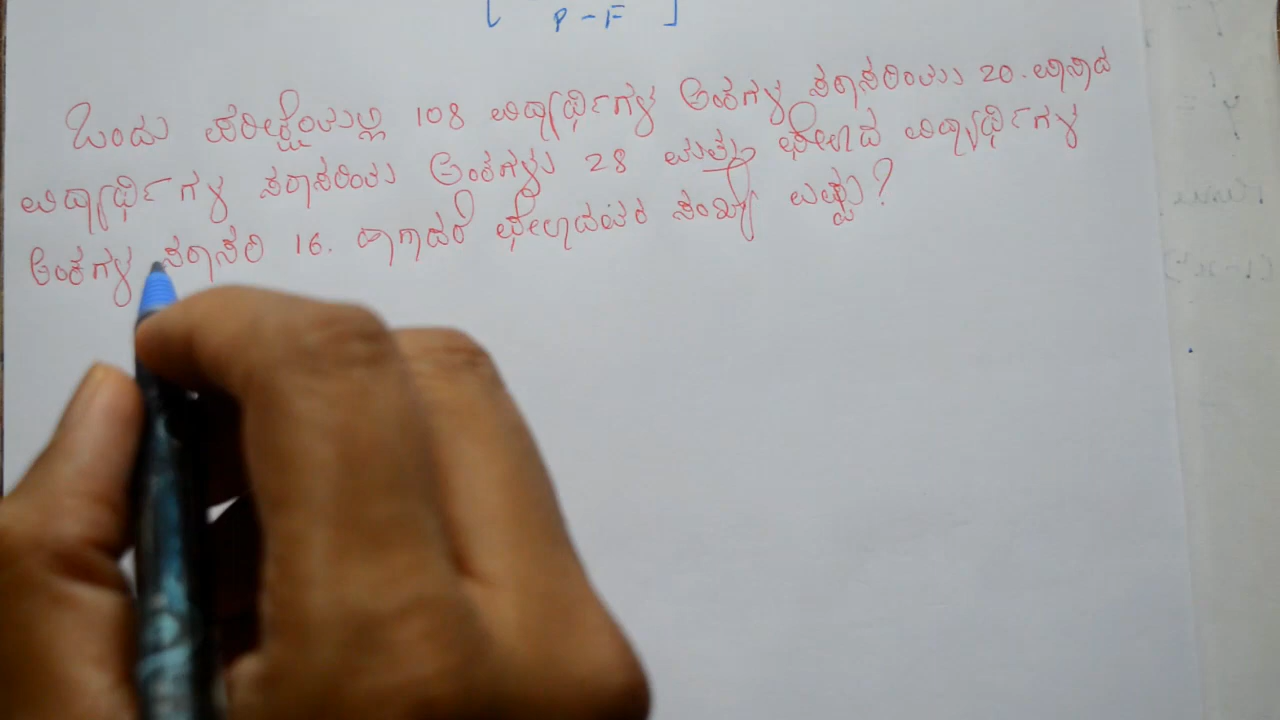 P - F
ಒಂದು ಪರೀಕ್ಷೆಯಲ್ಲಿ 108 ವಿದ್ಯಾರ್ಥಿಗಳ ಅಂಕಗಳ ಸರಾಸರಿಯು 20. ಪಾಸಾದ
ವಿದ್ಯಾರ್ಥಿಗಳ ಸರಾಸರಿಯು ಅಂಕಗಳು 28 ಮತ್ತು ಫೇಲಾದ ವಿದ್ಯಾರ್ಥಿಗಳ
ಅಂಕಗಳ ಸರಾಸರಿ 16. ಹಾಗಾದರೆ ಫೇಲಾದವರ ಸಂಖ್ಯೆ ಎಷ್ಟು?